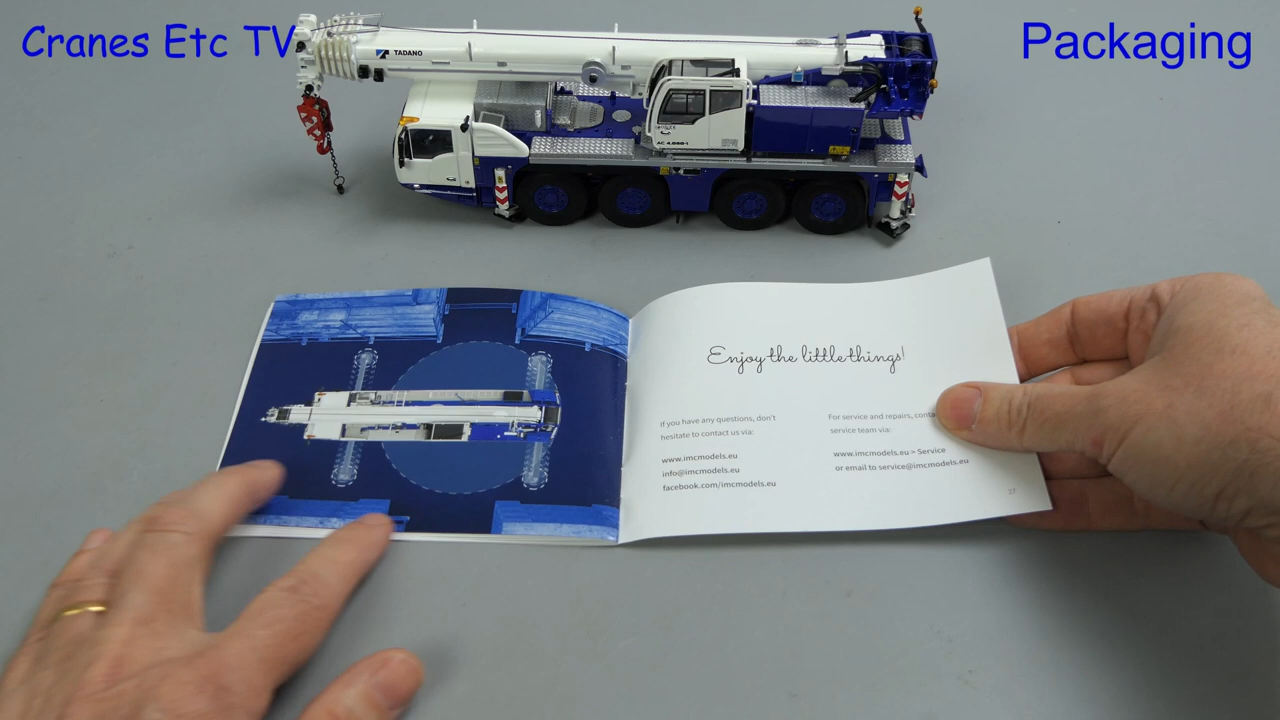 Cranes Etc TV
Packaging
TADANO
AC 4.080-1
Enjoy the little things!
If you have any questions, don't
hesitate to contact us via:
www.imcmodels.eu
info@imcmodels.eu
facebook.com/imcmodels.eu
For service and repairs, conta
service team via:
www.imcmodels.eu > Service
or email to service@imcmodels.eu
27